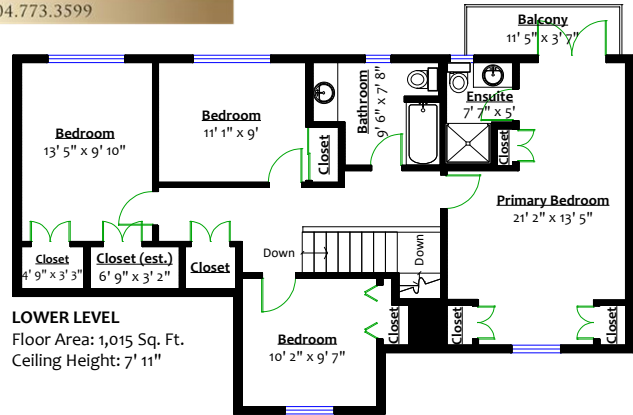 04.773.3599
Balcony
11' 5" x 3' 7"
Bedroom
13' 5" x 9' 10"
Bedroom
11' 1" x 9'
Closet
Bathroom
9' 6" x 7' 8"
Ensuite
7' 7" x 5'
Closet
Primary Bedroom
21' 2" x 13' 5"
Closet
4' 9" x 3' 3"
Closet (est.)
6' 9" x 3' 2"
Closet
Down
Down
LOWER LEVEL
Floor Area: 1,015 Sq. Ft.
Ceiling Height: 7' 11"
Bedroom
10' 2" x 9' 7"
Closet
Closet
Closet